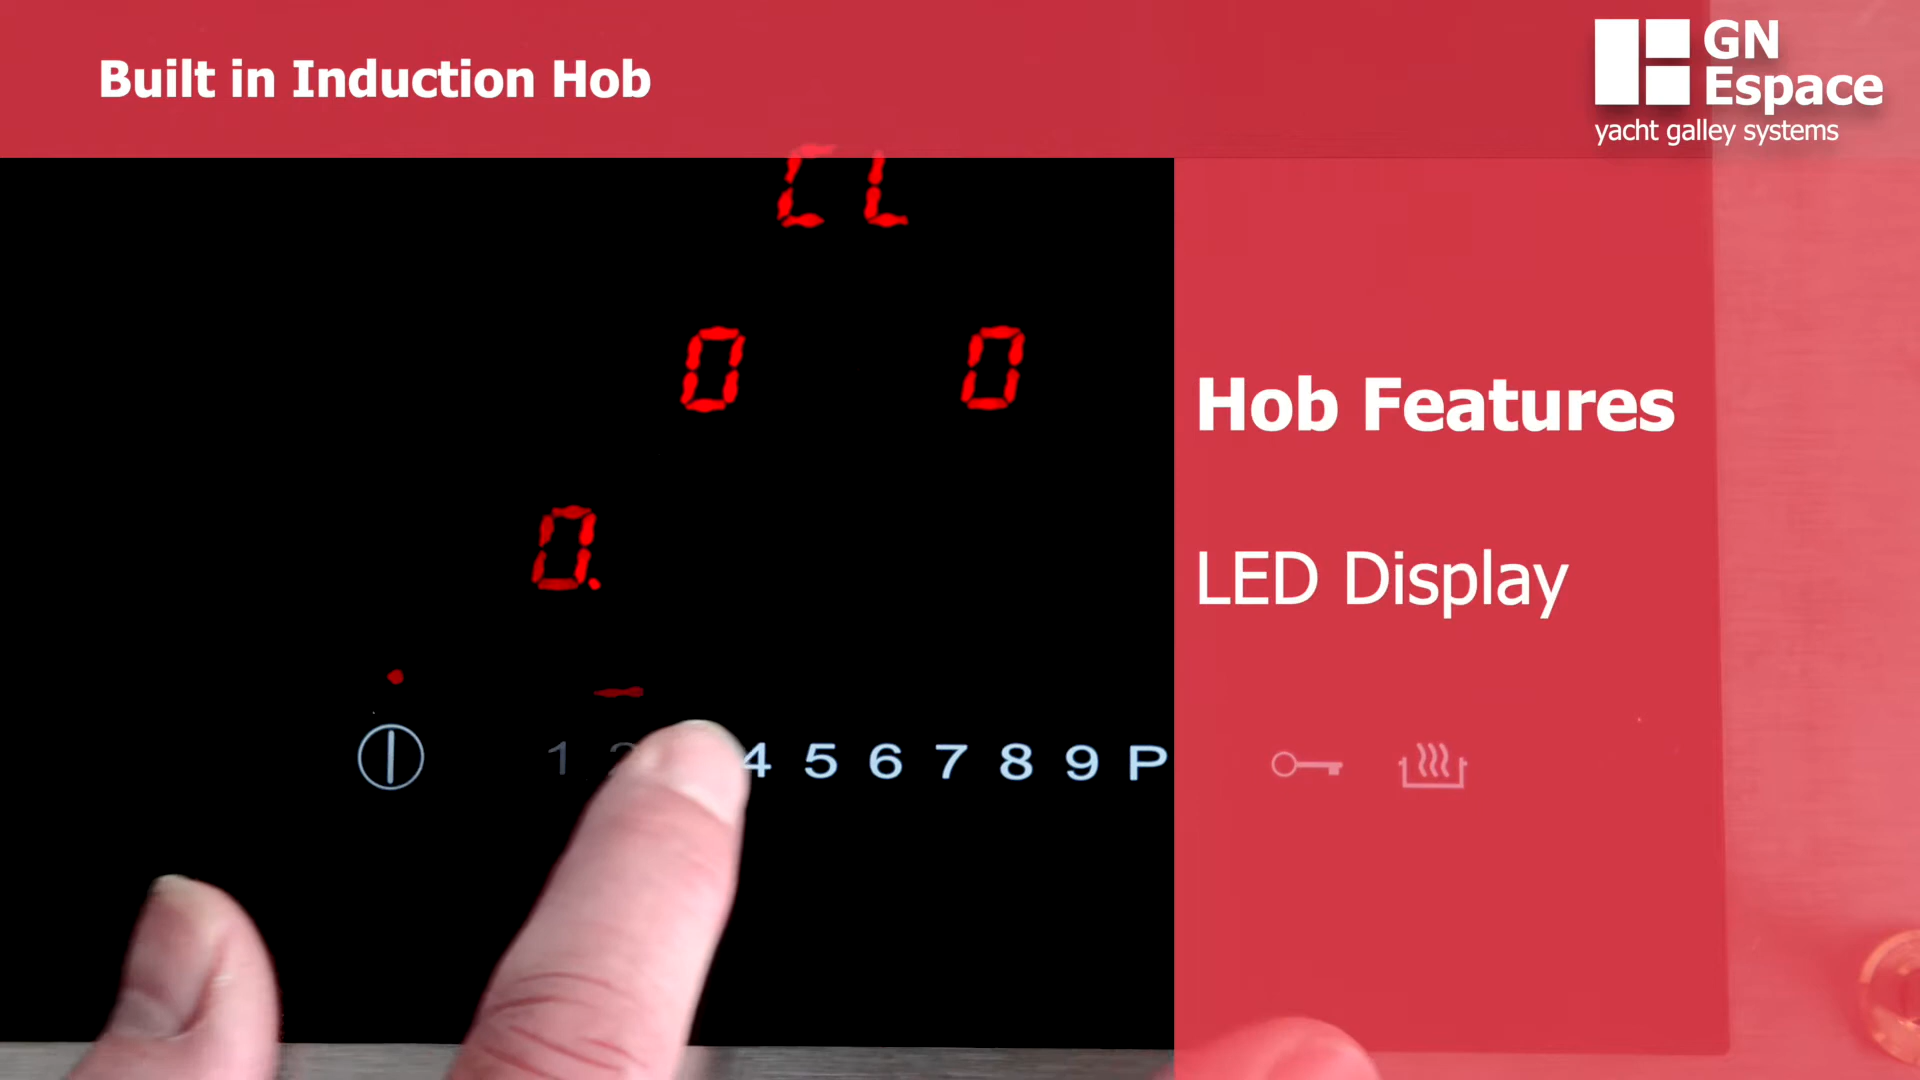 Built in Induction Hob
GN
Espace
yacht galley systems
CL
0 0
0.
1 2 4 5 6 7 8 9 P
Hob Features
LED Display